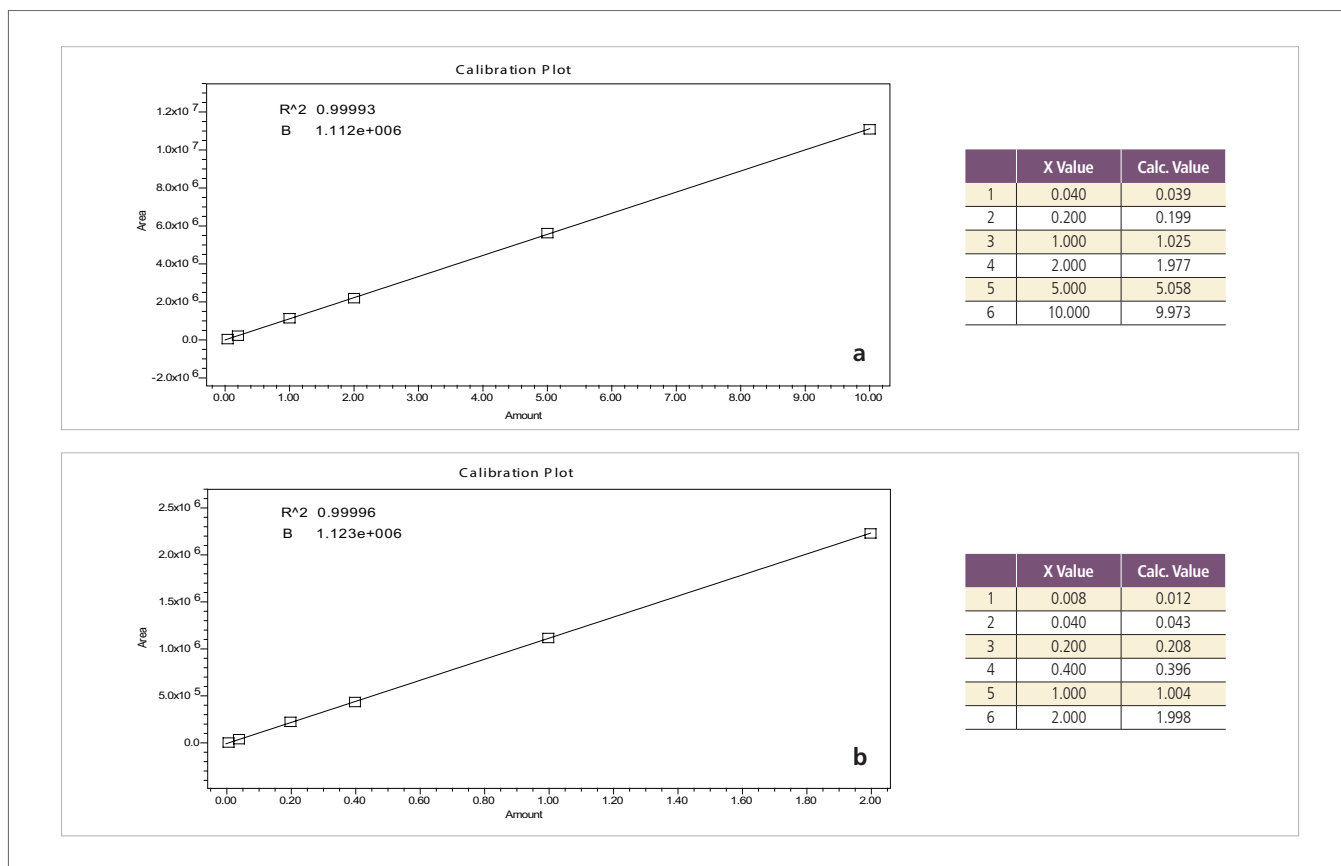 Calibration Plot
R^2 0.99993
B 1.112e+006
1.2x10 7
1.0x10 7
8.0x10 6
6.0x10 6
4.0x10 6
2.0x10 6
0.0
-2.0x10 6
Area
0.00 1.00 2.00 3.00 4.00 5.00 6.00 7.00 8.00 9.00 10.00
Amount
a
X Value Calc. Value
1 0.040 0.039
2 0.200 0.199
3 1.000 1.025
4 2.000 1.977
5 5.000 5.058
6 10.000 9.973
Calibration Plot
R^2 0.99996
B 1.123e+006
2.5x10 6
2.0x10 6
1.5x10 6
1.0x10 6
5.0x10 5
0.0
Area
0.00 0.20 0.40 0.60 0.80 1.00 1.20 1.40 1.60 1.80 2.00
Amount
b
X Value Calc. Value
1 0.008 0.012
2 0.040 0.043
3 0.200 0.208
4 0.400 0.396
5 1.000 1.004
6 2.000 1.998